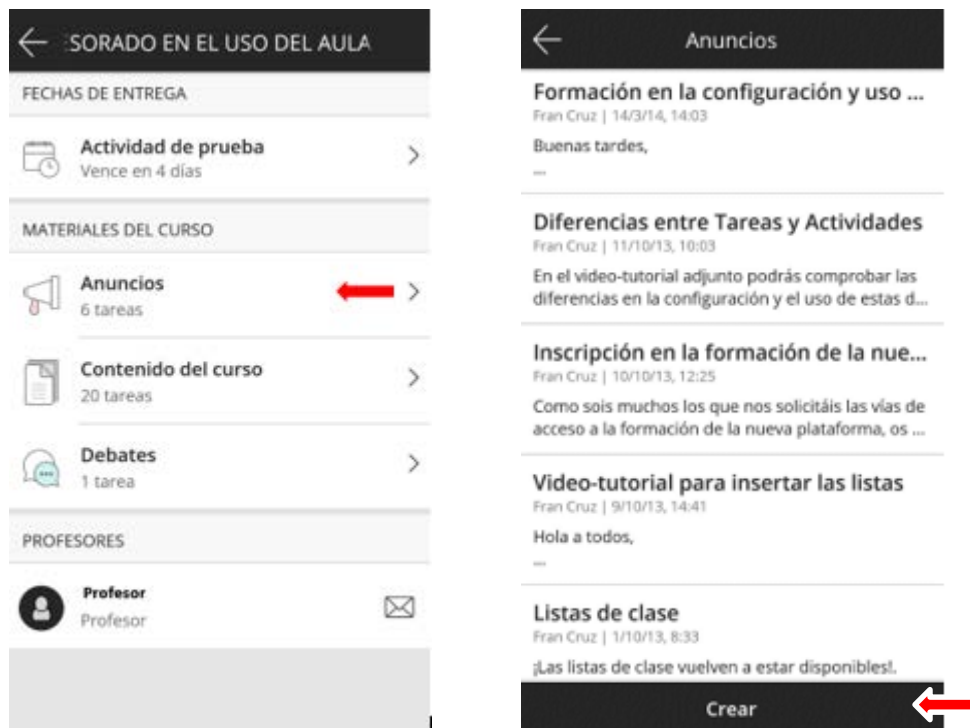 SORADO EN EL USO DEL AULA
FECHAS DE ENTREGA
Actividad de prueba
Vence en 4 días
MATERIALES DEL CURSO
Anuncios
6 tareas
Contenido del curso
20 tareas
Debates
1 tarea
PROFESORES
Profesor
Profesor
Anuncios
Formación en la configuración y uso ...
Fran Cruz | 14/3/14, 14:03
Buenas tardes,
...
Diferencias entre Tareas y Actividades
Fran Cruz | 11/10/13, 10:03
En el video-tutorial adjunto podrás comprobar las
diferencias en la configuración y el uso de estas d...
Inscripción en la formación de la nue...
Fran Cruz | 10/10/13, 12:25
Como sois muchos los que nos solicitáis las vías de
acceso a la formación de la nueva plataforma, os ...
Video-tutorial para insertar las listas
Fran Cruz | 9/10/13, 14:41
Hola a todos,
...
Listas de clase
Fran Cruz | 1/10/13, 8:33
¡Las listas de clase vuelven a estar disponibles!.
Crear